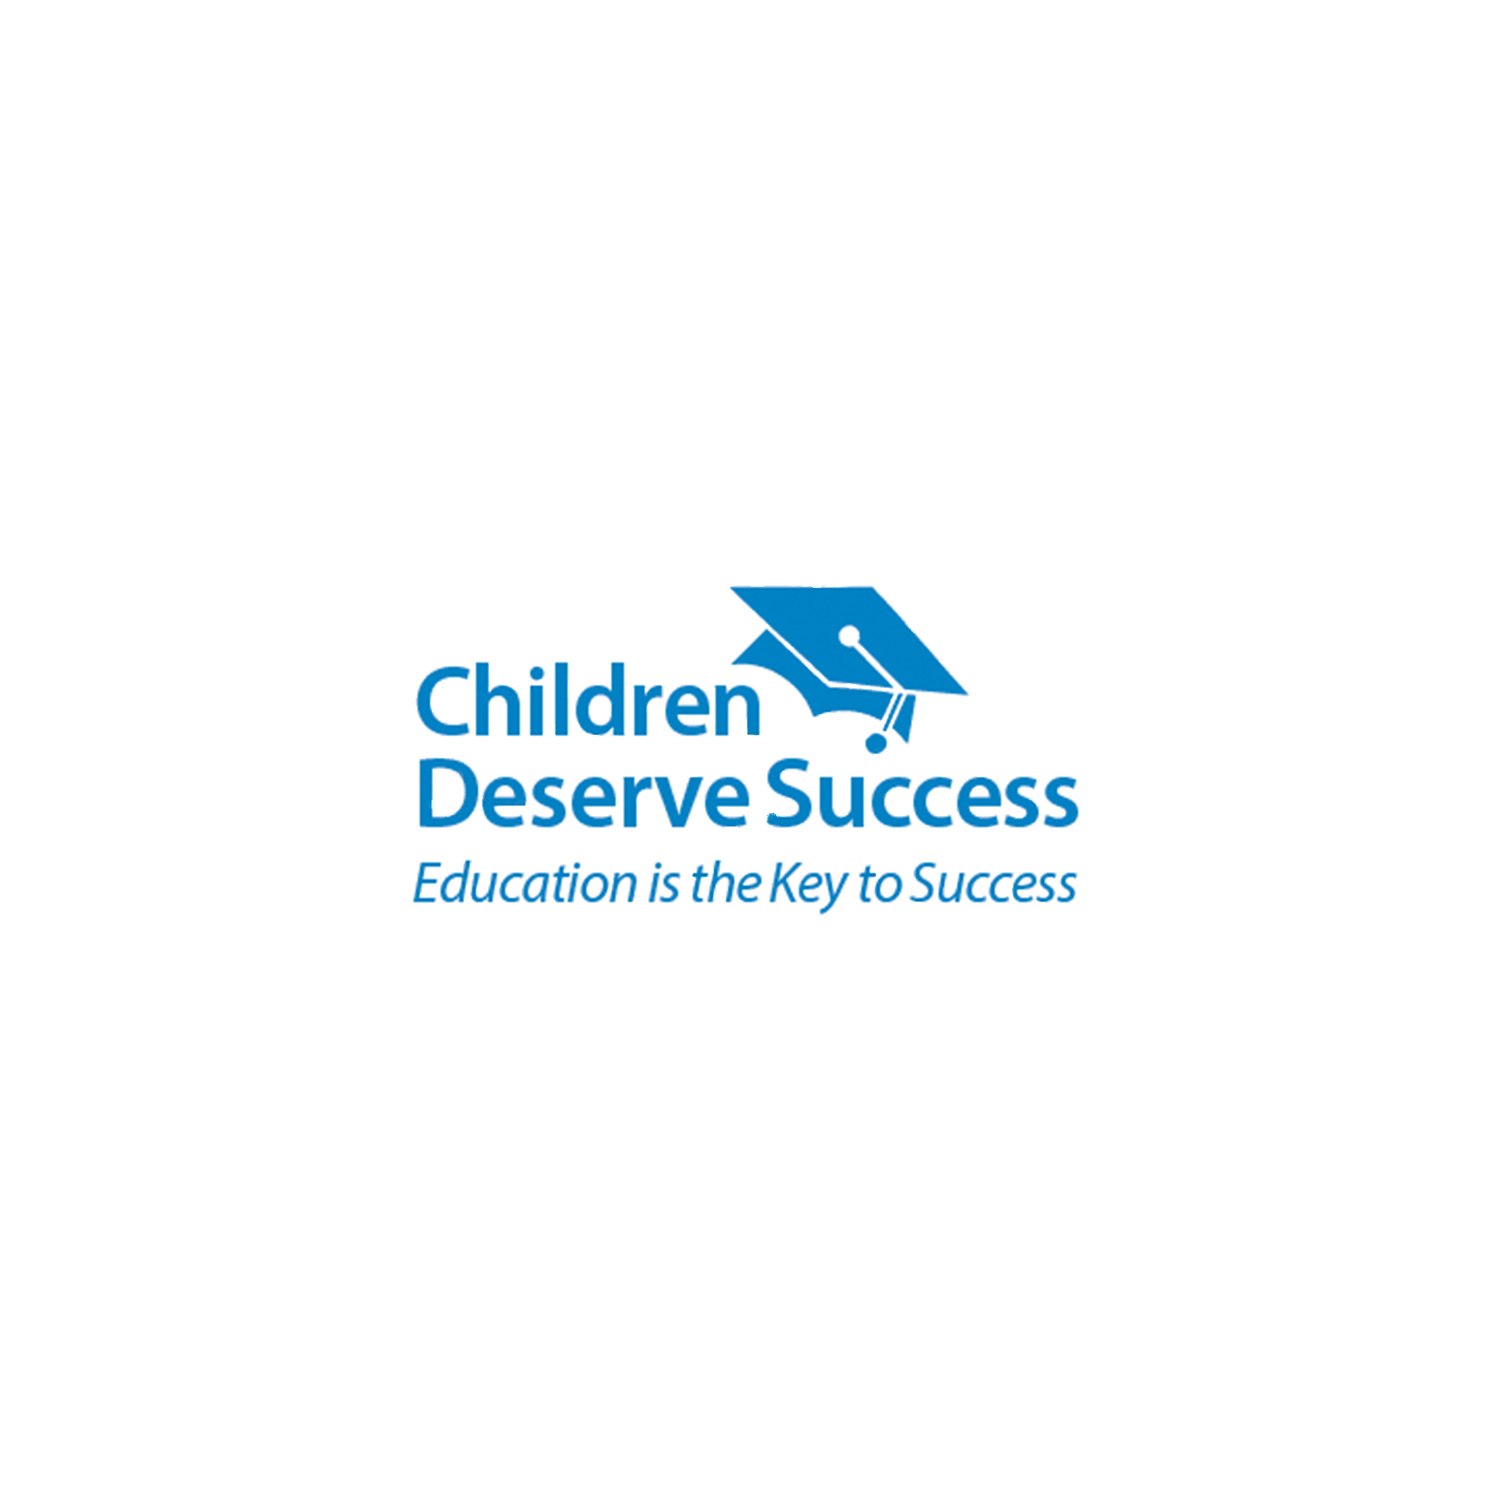 Children
Deserve Success
Education is the Key to Success